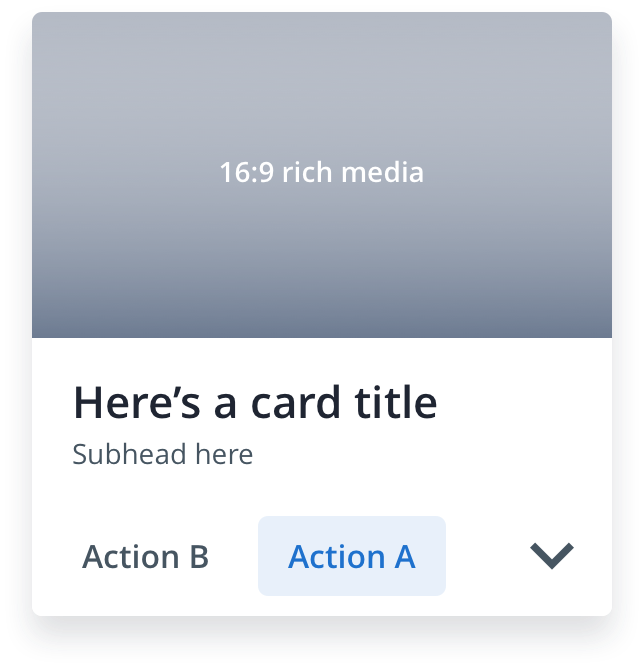 16:9 rich media
Here’s a card title
Subhead here
Action B Action A